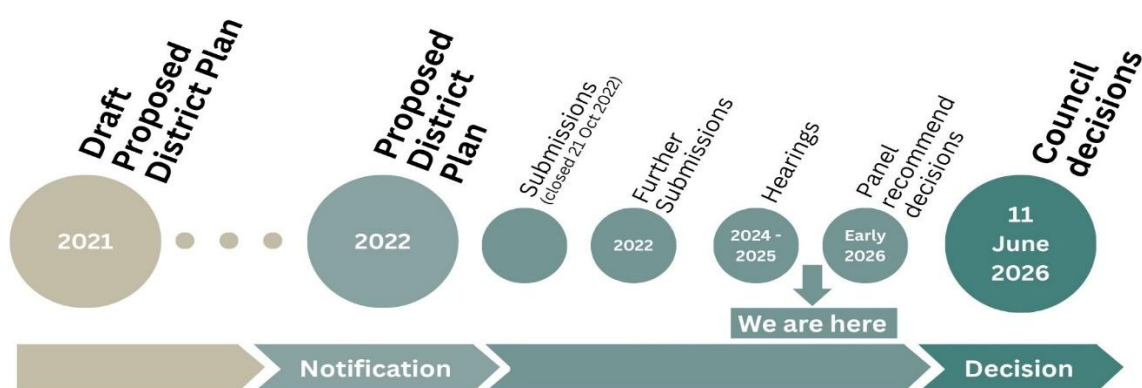 Draft
Proposed
District Plan
2021
Proposed
District
Plan
2022
Submissions
(closed 21 Oct 2022)
Further
Submissions
2022
Hearings
2024 -
2025
Panel
recommend
decisions
Early
2026
Council
decisions
11
June
2026
We are here
Notification
Decision